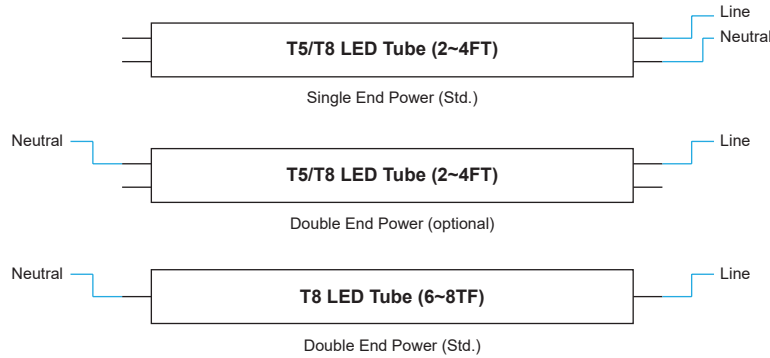 Line
T5/T8 LED Tube (2~4FT)
Neutral
Single End Power (Std.)
Neutral
Line
T5/T8 LED Tube (2~4FT)
Double End Power (optional)
Neutral
Line
T8 LED Tube (6~8TF)
Double End Power (Std.)